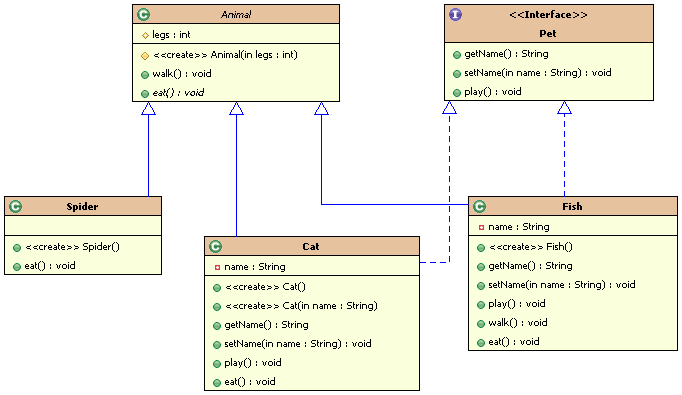 Animal
legs : int
<<create>> Animal(in legs : int)
walk() : void
eat() : void
<<Interface>>
Pet
getName() : String
setName(in name : String) : void
play() : void
Spider
<<create>> Spider()
eat() : void
Cat
name : String
<<create>> Cat()
<<create>> Cat(in name : String)
getName() : String
setName(in name : String) : void
play() : void
eat() : void
Fish
name : String
<<create>> Fish()
getName() : String
setName(in name : String) : void
play() : void
walk() : void
eat() : void